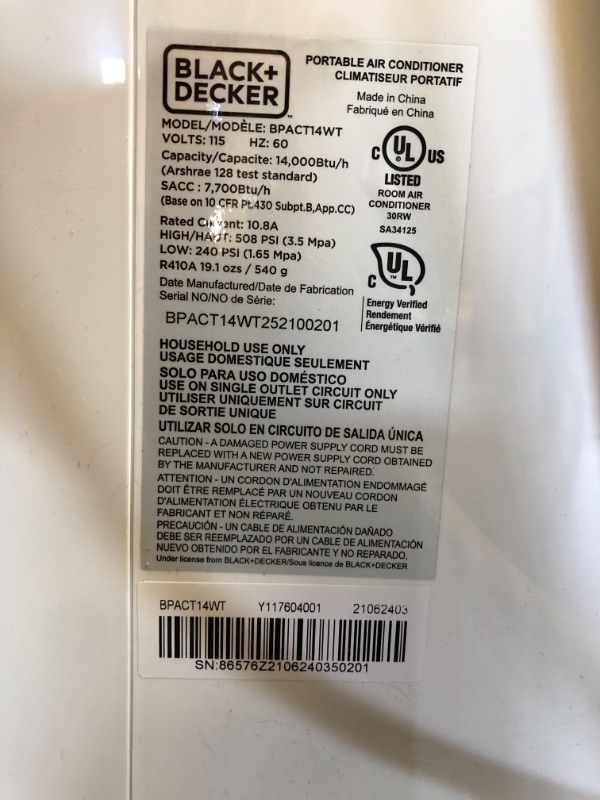 BLACK+
DECKER
PORTABLE AIR CONDITIONER
CLIMATISEUR PORTATIF
Made in China
Fabriqué en China
MODEL/MODÈLE: BPACT14WT
VOLTS: 115 HZ: 60
Capacity/Capacite: 14,000Btu/h
(Arshrae 128 test standard)
SACC : 7,700Btu/h
(Base on 10 CFR Pt.430 Subpt.B,App.CC)
Rated Current: 10.8A
HIGH/HAUT: 508 PSI (3.5 Mpa)
LOW: 240 PSI (1.65 Mpa)
R410A 19.1 ozs / 540 g
Date Manufactured/Date de Fabrication
Serial NO/NO de Série:
BPACT14WT252100201
C UL US
LISTED
ROOM AIR
CONDITIONER
30RW
SA34125
C UL
Energy Verified
Rendement
Énergétique Vérifié
HOUSEHOLD USE ONLY
USAGE DOMESTIQUE SEULEMENT
SOLO PARA USO DOMÉSTICO
USE ON SINGLE OUTLET CIRCUIT ONLY
UTILISER UNIQUEMENT SUR CIRCUIT
DE SORTIE UNIQUE
UTILIZAR SOLO EN CIRCUITO DE SALIDA ÚNICA
CAUTION - A DAMAGED POWER SUPPLY CORD MUST BE
REPLACED WITH A NEW POWER SUPPLY CORD OBTAINED
BY THE MANUFACTURER AND NOT REPAIRED.
ATTENTION - UN CORDON D'ALIMENTATION ENDOMMAGÉ
DOIT ÊTRE REMPLACÉ PAR UN NOUVEAU CORDON
D'ALIMENTATION ÉLECTRIQUE OBTENU PAR LE
FABRICANT ET NON RÉPARÉ.
PRECAUCIÓN - UN CABLE DE ALIMENTACIÓN DAÑADO
DEBE SER REEMPLAZADO POR UN CABLE DE ALIMENTACIÓN
NUEVO OBTENIDO POR EL FABRICANTE Y NO REPARADO.
Under license from BLACK+DECKER/Sous licence de BLACK+DECKER
BPACT14WT Y117604001 21062403
SN:86576Z2106240350201